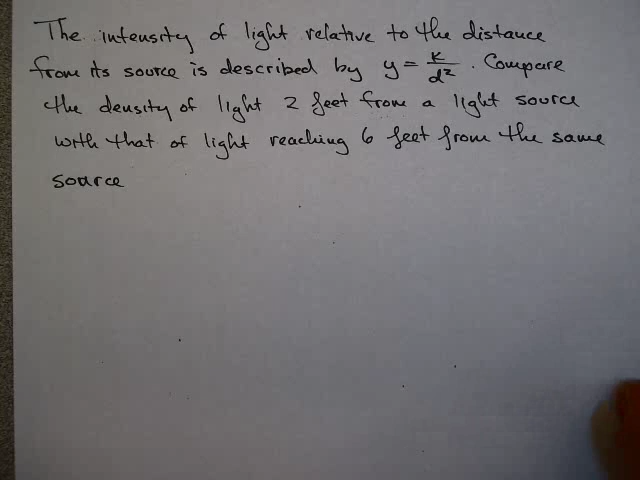 The intensity of light relative to the distance
from its source is described by y = k/d². Compare
the density of light 2 feet from a light source
with that of light reaching 6 feet from the same
source